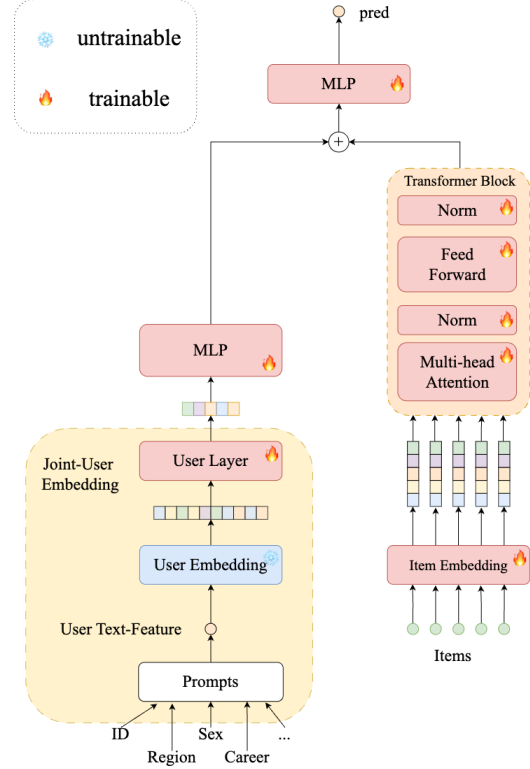 untrainable
trainable
pred
MLP
+
Transformer Block
Norm
Feed
Forward
Norm
Multi-head
Attention
MLP
Joint-User
Embedding
User Layer
User Embedding
User Text-Feature
Prompts
ID
Sex
...
Region
Career
Item Embedding
Items